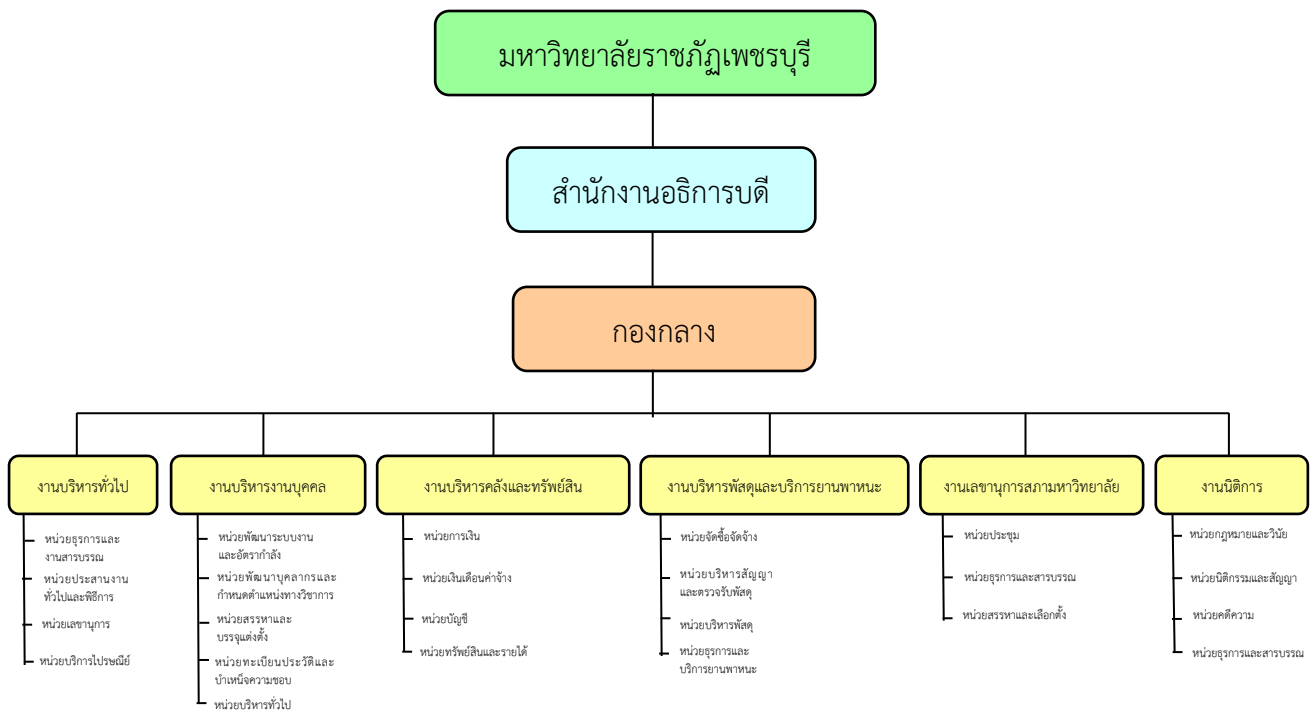 มหาวิทยาลัยราชภัฏเพชรบุรี
สำนักงานอธิการบดี
กองกลาง
งานบริหารทั่วไป
หน่วยธุรการและ
งานสารบรรณ
หน่วยประสานงาน
ทั่วไปและพิธีการ
หน่วยเลขานุการ
หน่วยบริการไปรษณีย์
งานบริหารงานบุคคล
หน่วยพัฒนาระบบงาน
และอัตรากำลัง
หน่วยพัฒนาบุคลากรและ
กำหนดตำแหน่งทางวิชาการ
หน่วยสรรหาและ
บรรจุแต่งตั้ง
หน่วยทะเบียนประวัติและ
บำเหน็จความชอบ
หน่วยบริหารทั่วไป
งานบริหารคลังและทรัพย์สิน
หน่วยการเงิน
หน่วยเงินเดือนค่าจ้าง
หน่วยบัญชี
หน่วยทรัพย์สินและรายได้
งานบริหารพัสดุและบริการยานพาหนะ
หน่วยจัดซื้อจัดจ้าง
หน่วยบริหารสัญญา
และตรวจรับพัสดุ
หน่วยบริหารพัสดุ
หน่วยธุรการและ
บริการยานพาหนะ
งานเลขานุการสภามหาวิทยาลัย
หน่วยประชุม
หน่วยธุรการและสารบรรณ
หน่วยสรรหาและเลือกตั้ง
งานนิติการ
หน่วยกฎหมายและวินัย
หน่วยนิติกรรมและสัญญา
หน่วยคดีความ
หน่วยธุรการและสารบรรณ